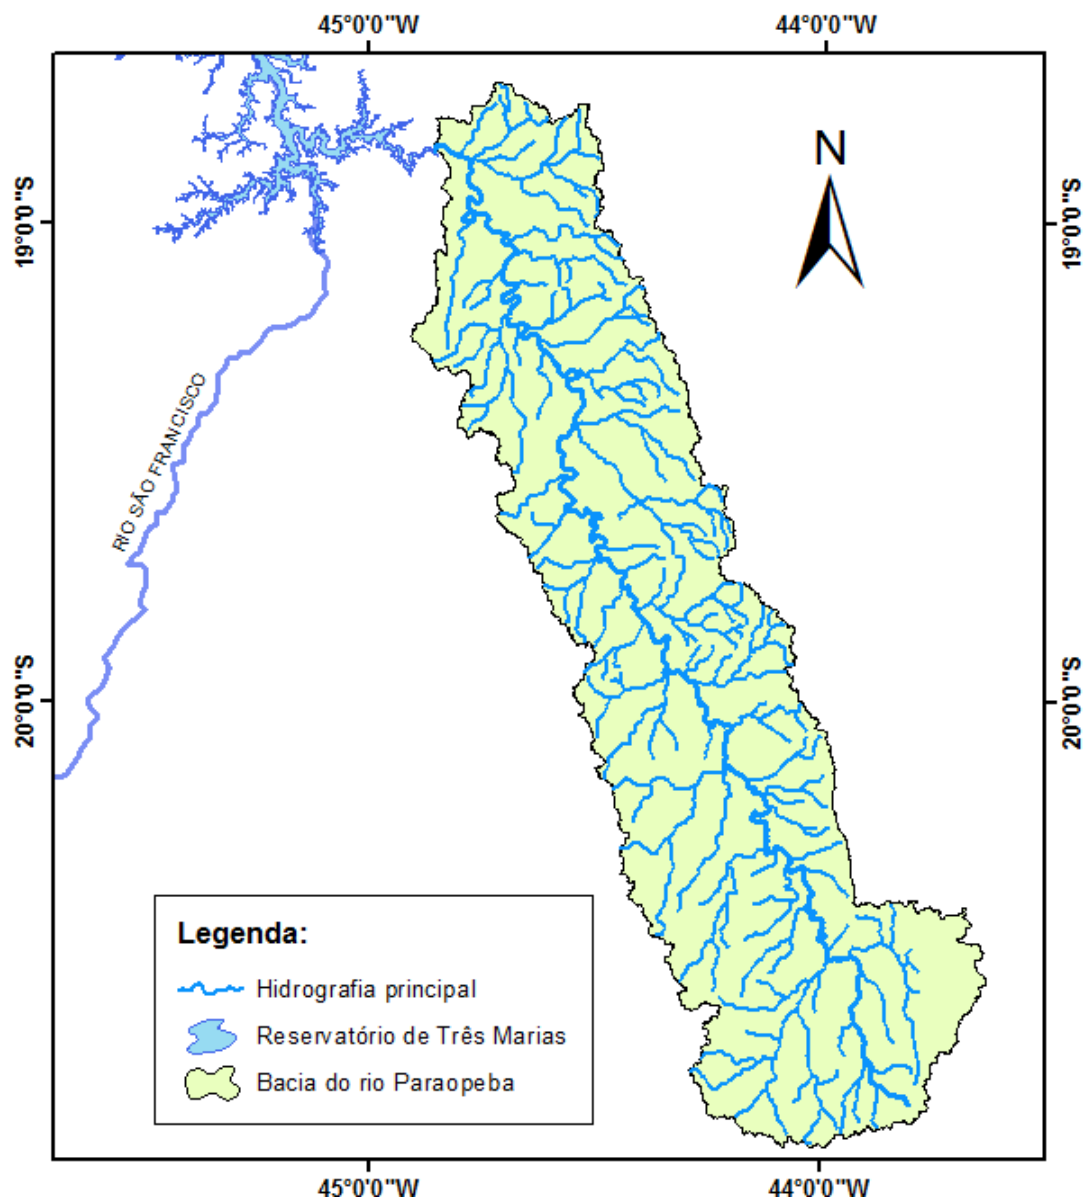 45°0'0"W 44°0'0"W
N
19°0'0"S 19°0'0"S
RIO SÃO FRANCISCO
20°0'0"S 20°0'0"S
Legenda:
Hidrografia principal
Reservatório de Três Marias
Bacia do rio Paraopeba
45°0'0"W 44°0'0"W